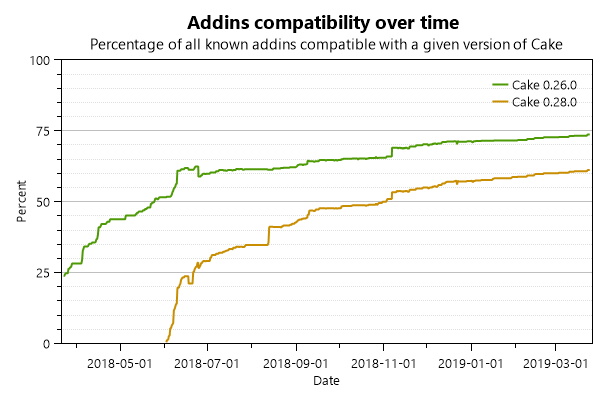 Addins compatibility over time
Percentage of all known addins compatible with a given version of Cake
100
Cake 0.26.0
Cake 0.28.0
75
50
25
0
Percent
2018-05-01 2018-07-01 2018-09-01 2018-11-01 2019-01-01 2019-03-01
Date